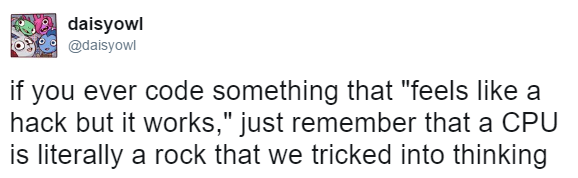 daisyowl
@daisyowl
if you ever code something that "feels like a
hack but it works," just remember that a CPU
is literally a rock that we tricked into thinking